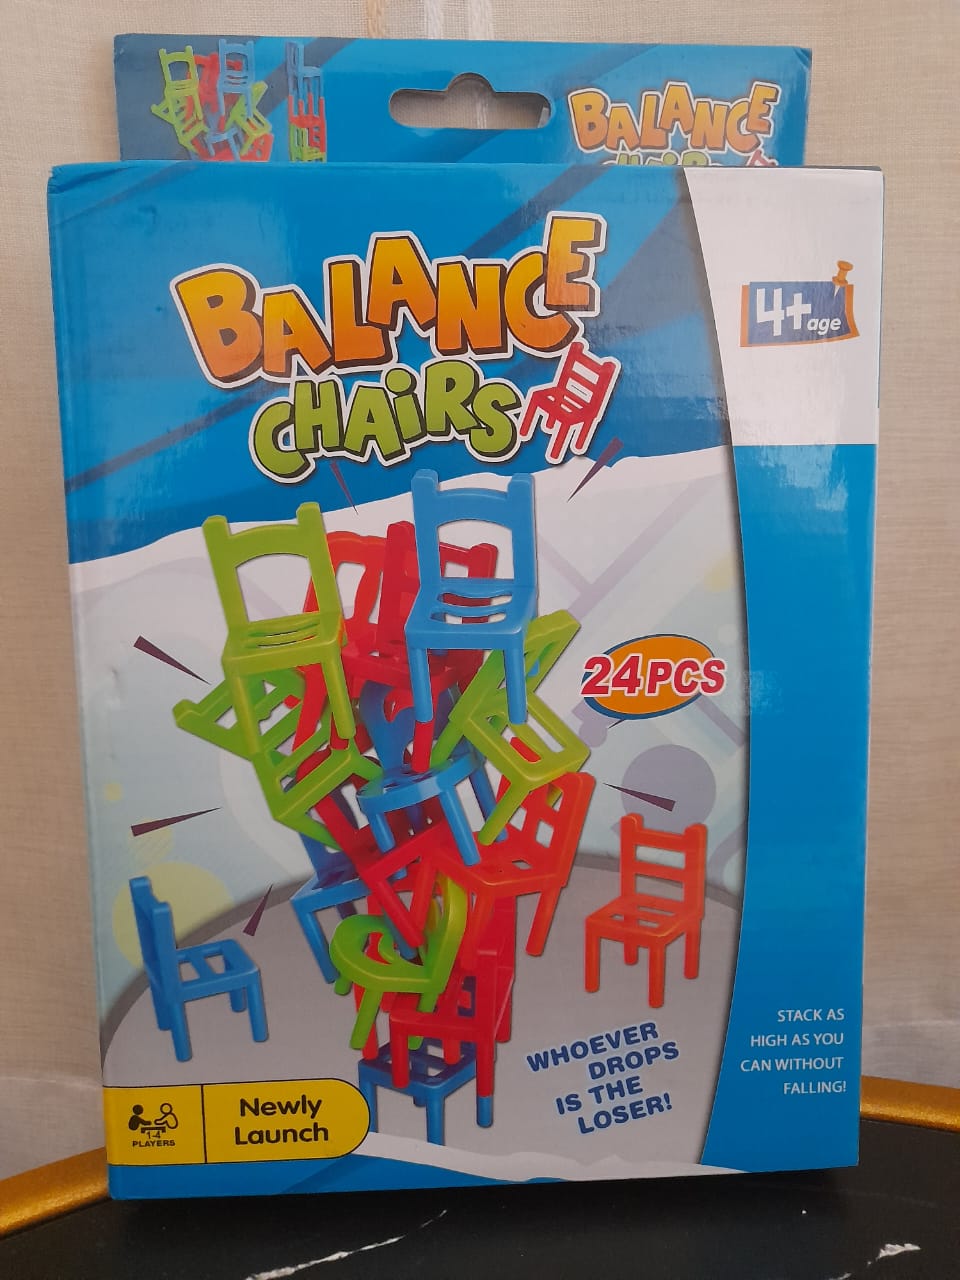 BALANCE
CHAIRS
BALANCE
CHAiRS
4+ age
24PCS
WHOEVER
DROPS
IS THE
LOSER!
STACK AS
HIGH AS YOU
CAN WITHOUT
FALLING!
1-4
PLAYERS
Newly
Launch